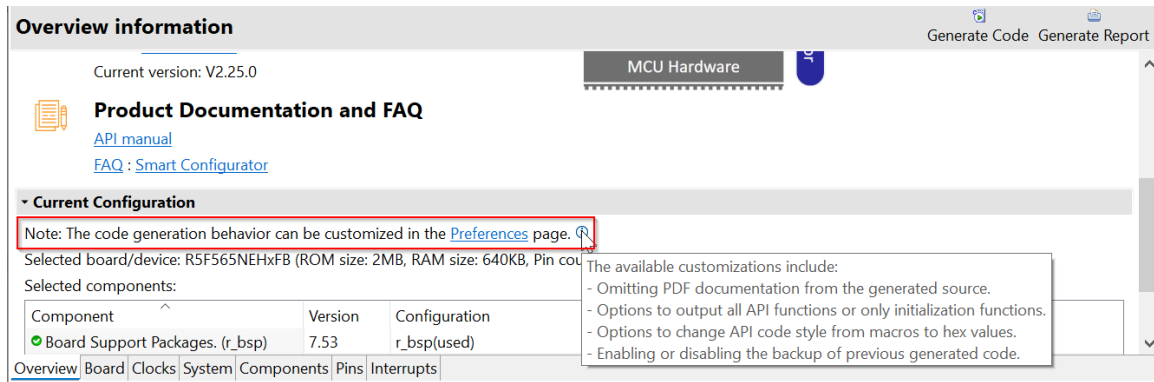 Overview information
Generate Code Generate Report
Current version: V2.25.0
MCU Hardware
or
Product Documentation and FAQ
API manual
FAQ : Smart Configurator
Current Configuration
Note: The code generation behavior can be customized in the Preferences page.
Selected board/device: R5F565NEHxFB (ROM size: 2MB, RAM size: 640KB, Pin cou
The available customizations include:
- Omitting PDF documentation from the generated source.
- Options to output all API functions or only initialization functions.
- Options to change API code style from macros to hex values.
- Enabling or disabling the backup of previous generated code.
Selected components:
Component Version Configuration
Board Support Packages. (r_bsp) 7.53 r_bsp(used)
Overview Board Clocks System Components Pins Interrupts